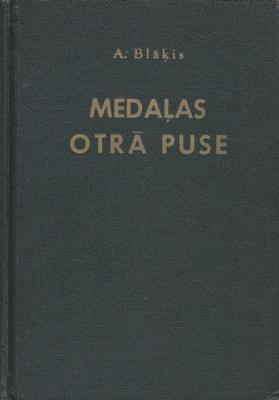 A. Blāķis
MEDAĻAS
OTRĀ PUSE